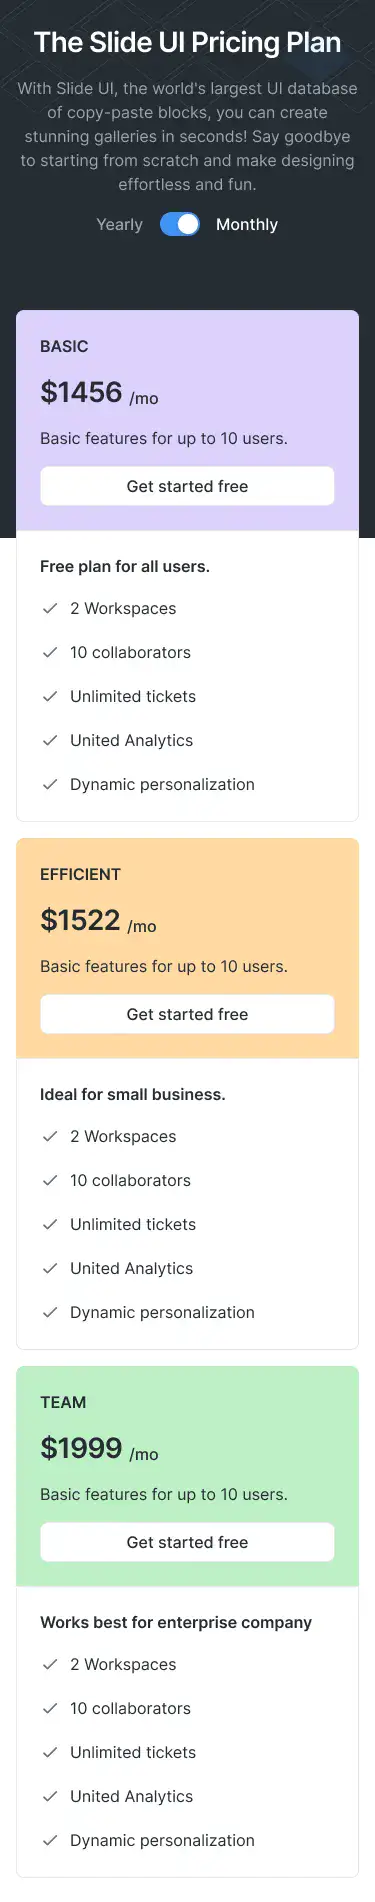 The Slide UI Pricing Plan
With Slide UI, the world's largest UI database
of copy-paste blocks, you can create
stunning galleries in seconds! Say goodbye
to starting from scratch and make designing
effortless and fun.
Yearly Monthly
BASIC
$1456 /mo
Basic features for up to 10 users.
Get started free
Free plan for all users.
2 Workspaces
10 collaborators
Unlimited tickets
United Analytics
Dynamic personalization
EFFICIENT
$1522 /mo
Basic features for up to 10 users.
Get started free
Ideal for small business.
2 Workspaces
10 collaborators
Unlimited tickets
United Analytics
Dynamic personalization
TEAM
$1999 /mo
Basic features for up to 10 users.
Get started free
Works best for enterprise company
2 Workspaces
10 collaborators
Unlimited tickets
United Analytics
Dynamic personalization